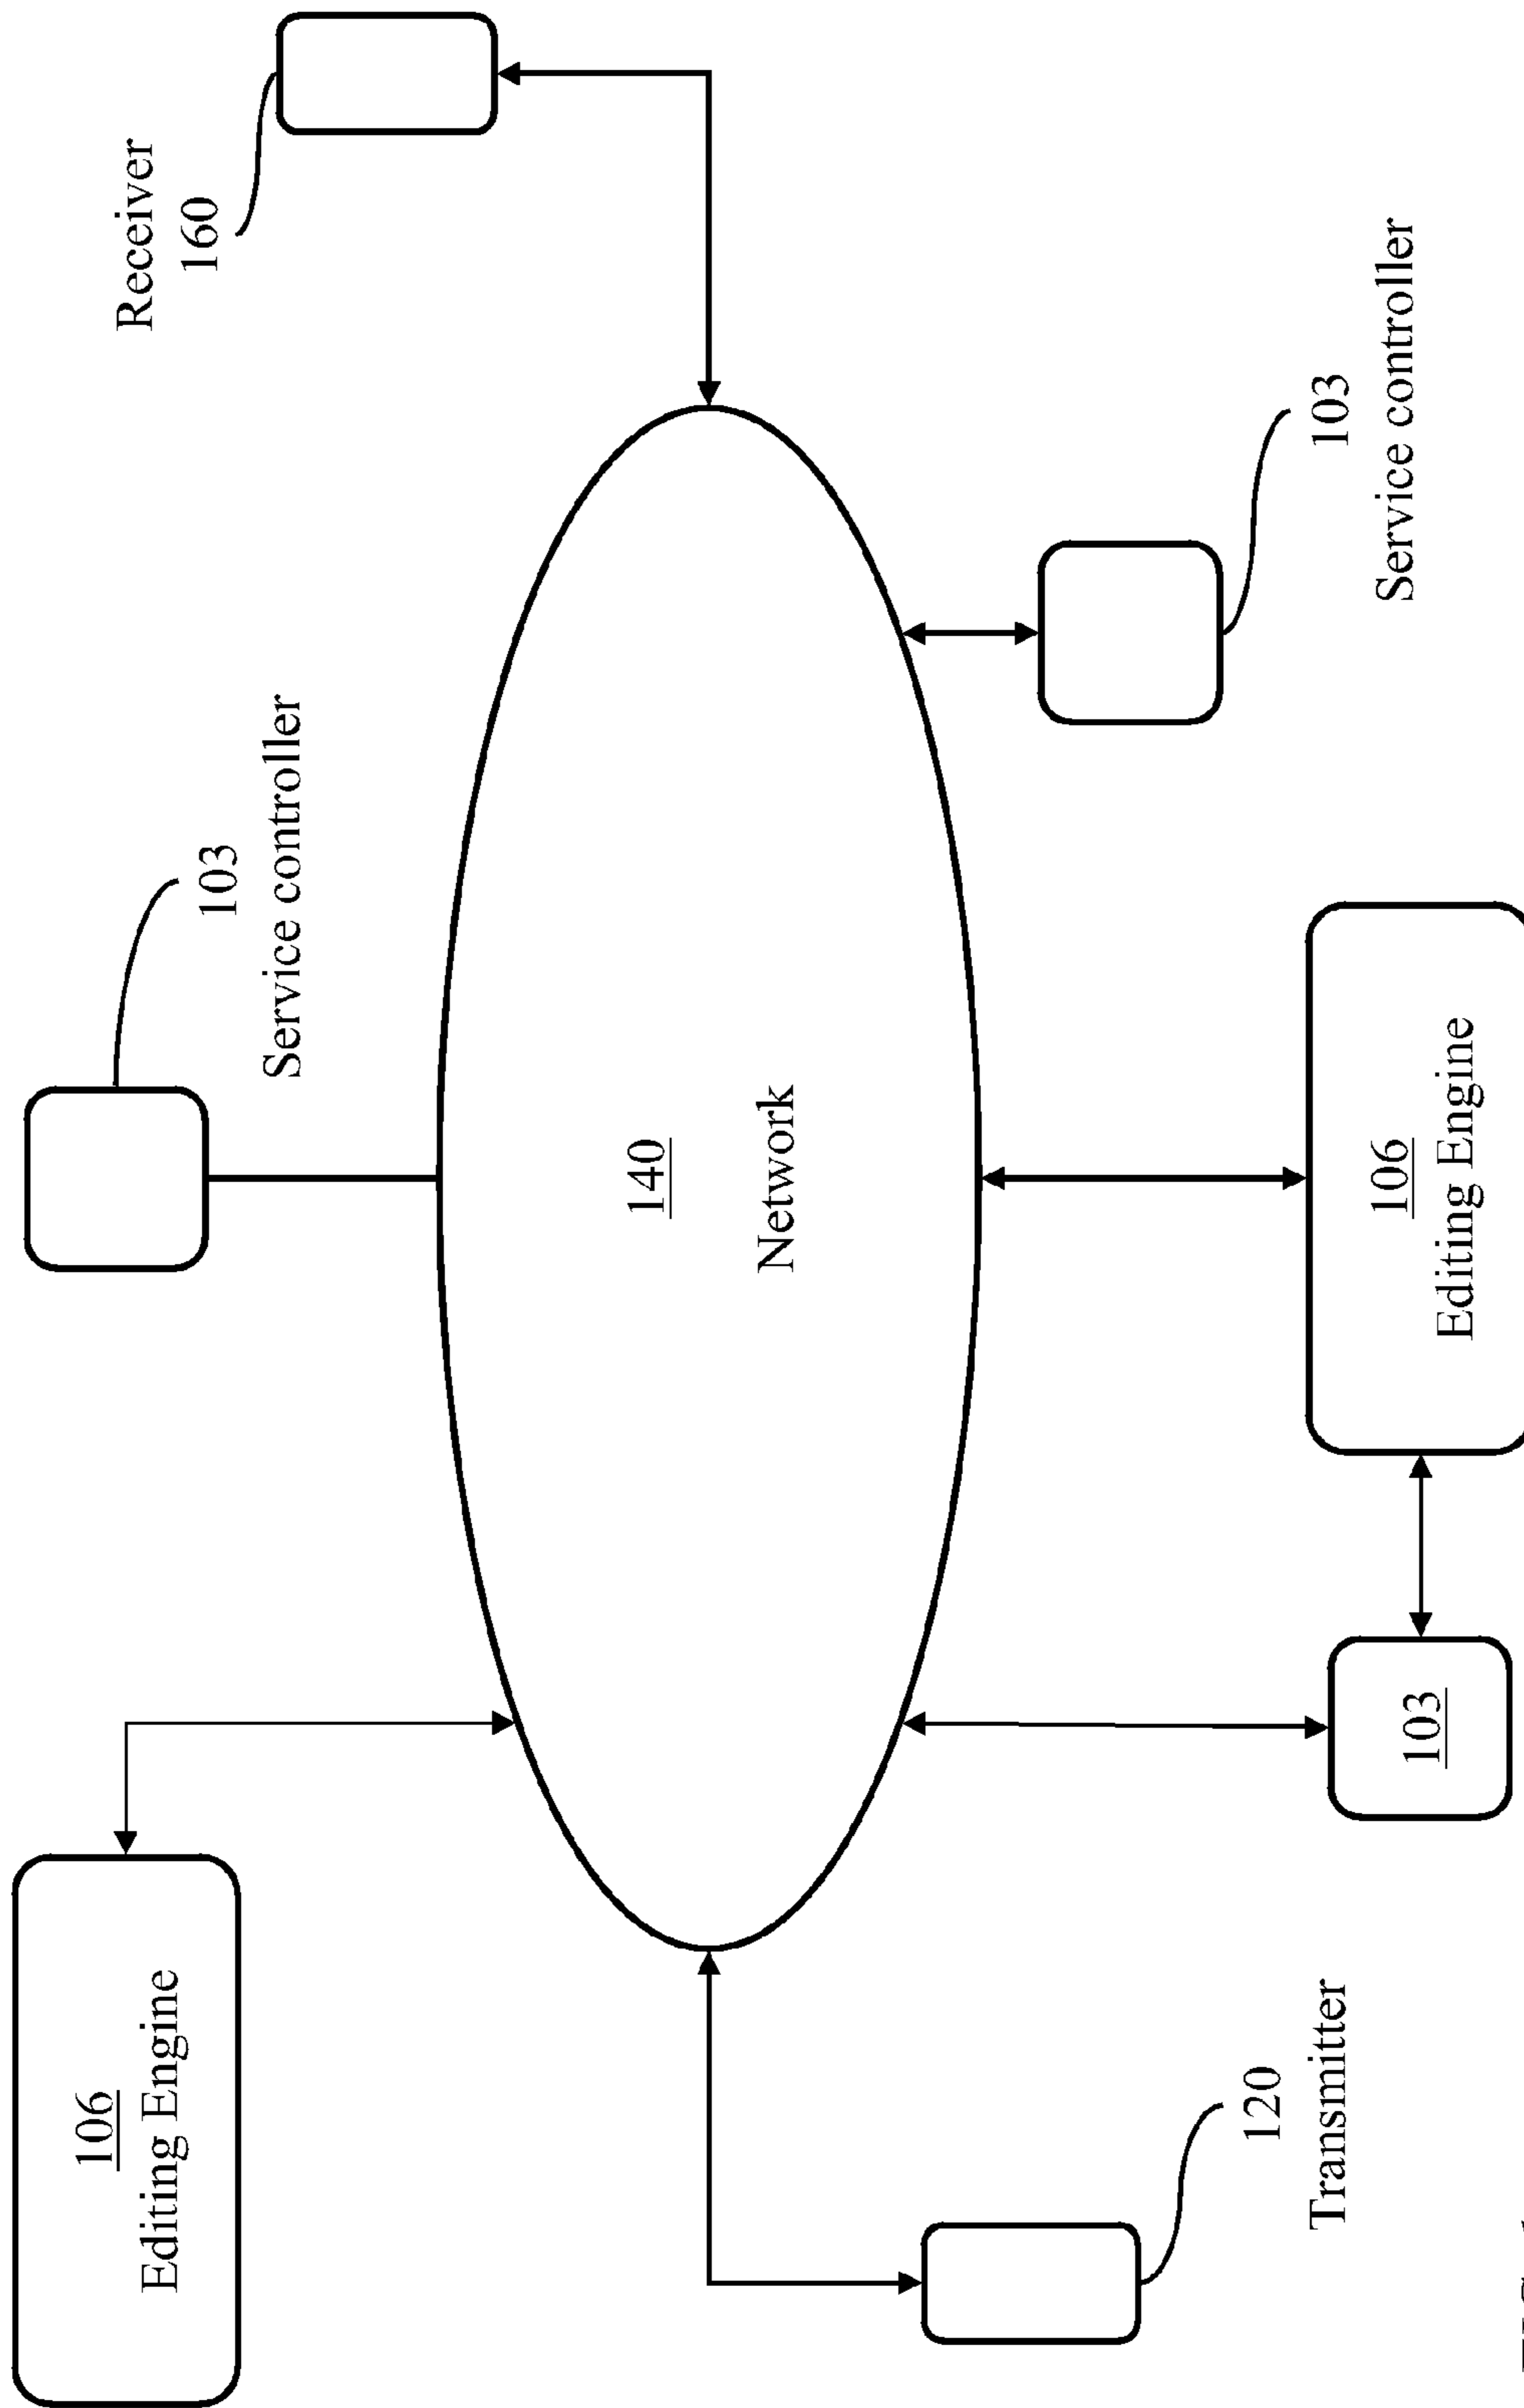 106
Editing Engine
103
Service controller
Receiver
160
140
Network
120
Transmitter
103
106
Editing Engine
103
Service controller